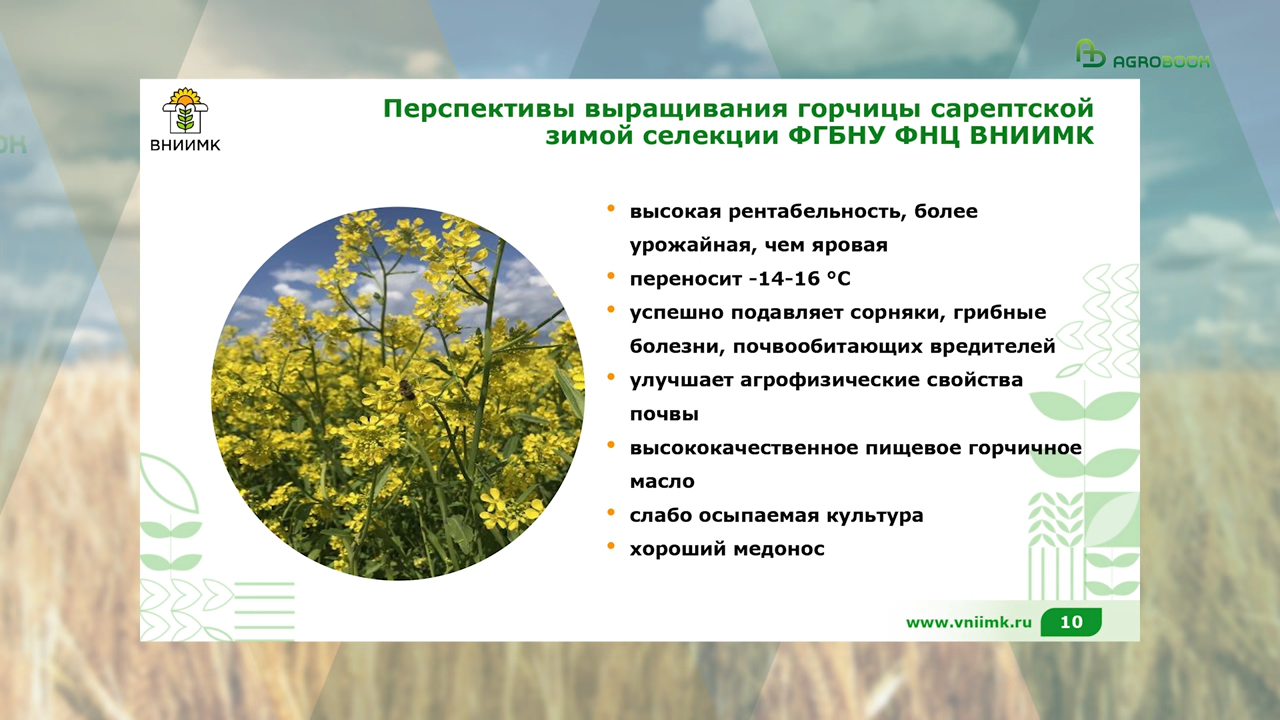 AGROBOOK
ВНИИМК
Перспективы выращивания горчицы сарептской
зимой селекции ФГБНУ ФНЦ ВНИИМК
• высокая рентабельность, более
урожайная, чем яровая
• переносит -14-16 °С
• успешно подавляет сорняки, грибные
болезни, почвообитающих вредителей
• улучшает агрофизические свойства
почвы
• высококачественное пищевое горчичное
масло
• слабо осыпаемая культура
• хороший медонос
www.vniimk.ru 10